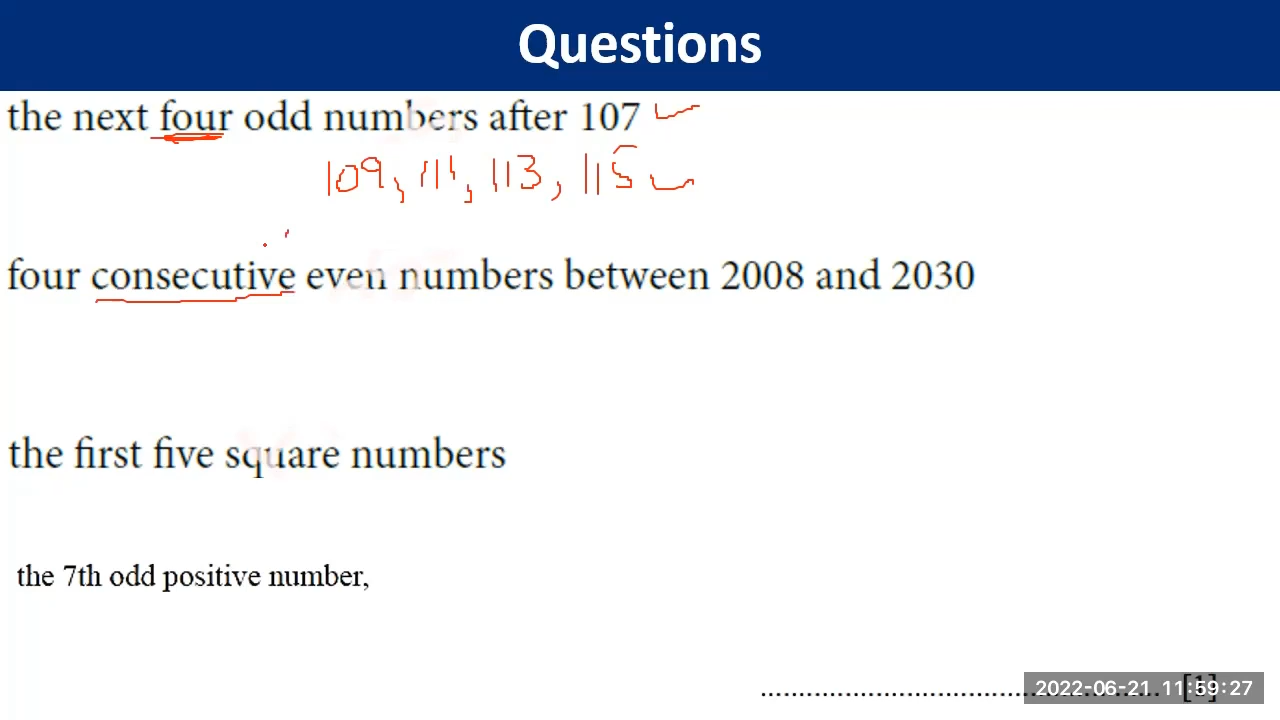 Questions
the next four odd numbers after 107
109, 111, 113, 115
four consecutive even numbers between 2008 and 2030
the first five square numbers
the 7th odd positive number,
........................................................ [1]
2022-06-21 11:59:27